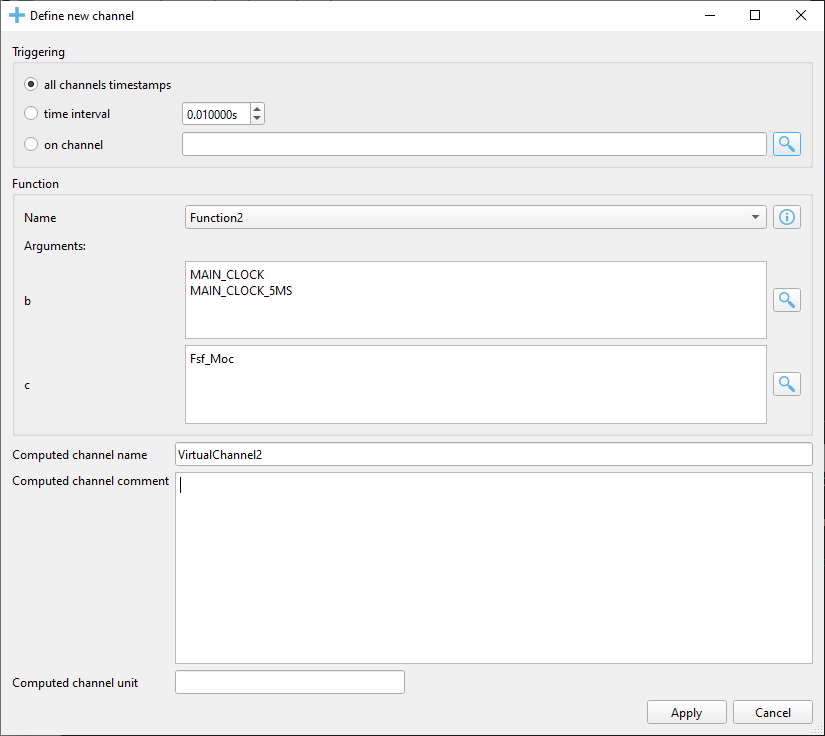 Define new channel
Triggering
all channels timestamps
time interval
0.010000s
on channel
Function
Name
Function2
Arguments:
b
MAIN_CLOCK
MAIN_CLOCK_5MS
c
Fsf_Moc
Computed channel name
VirtualChannel2
Computed channel comment
Computed channel unit
Apply
Cancel